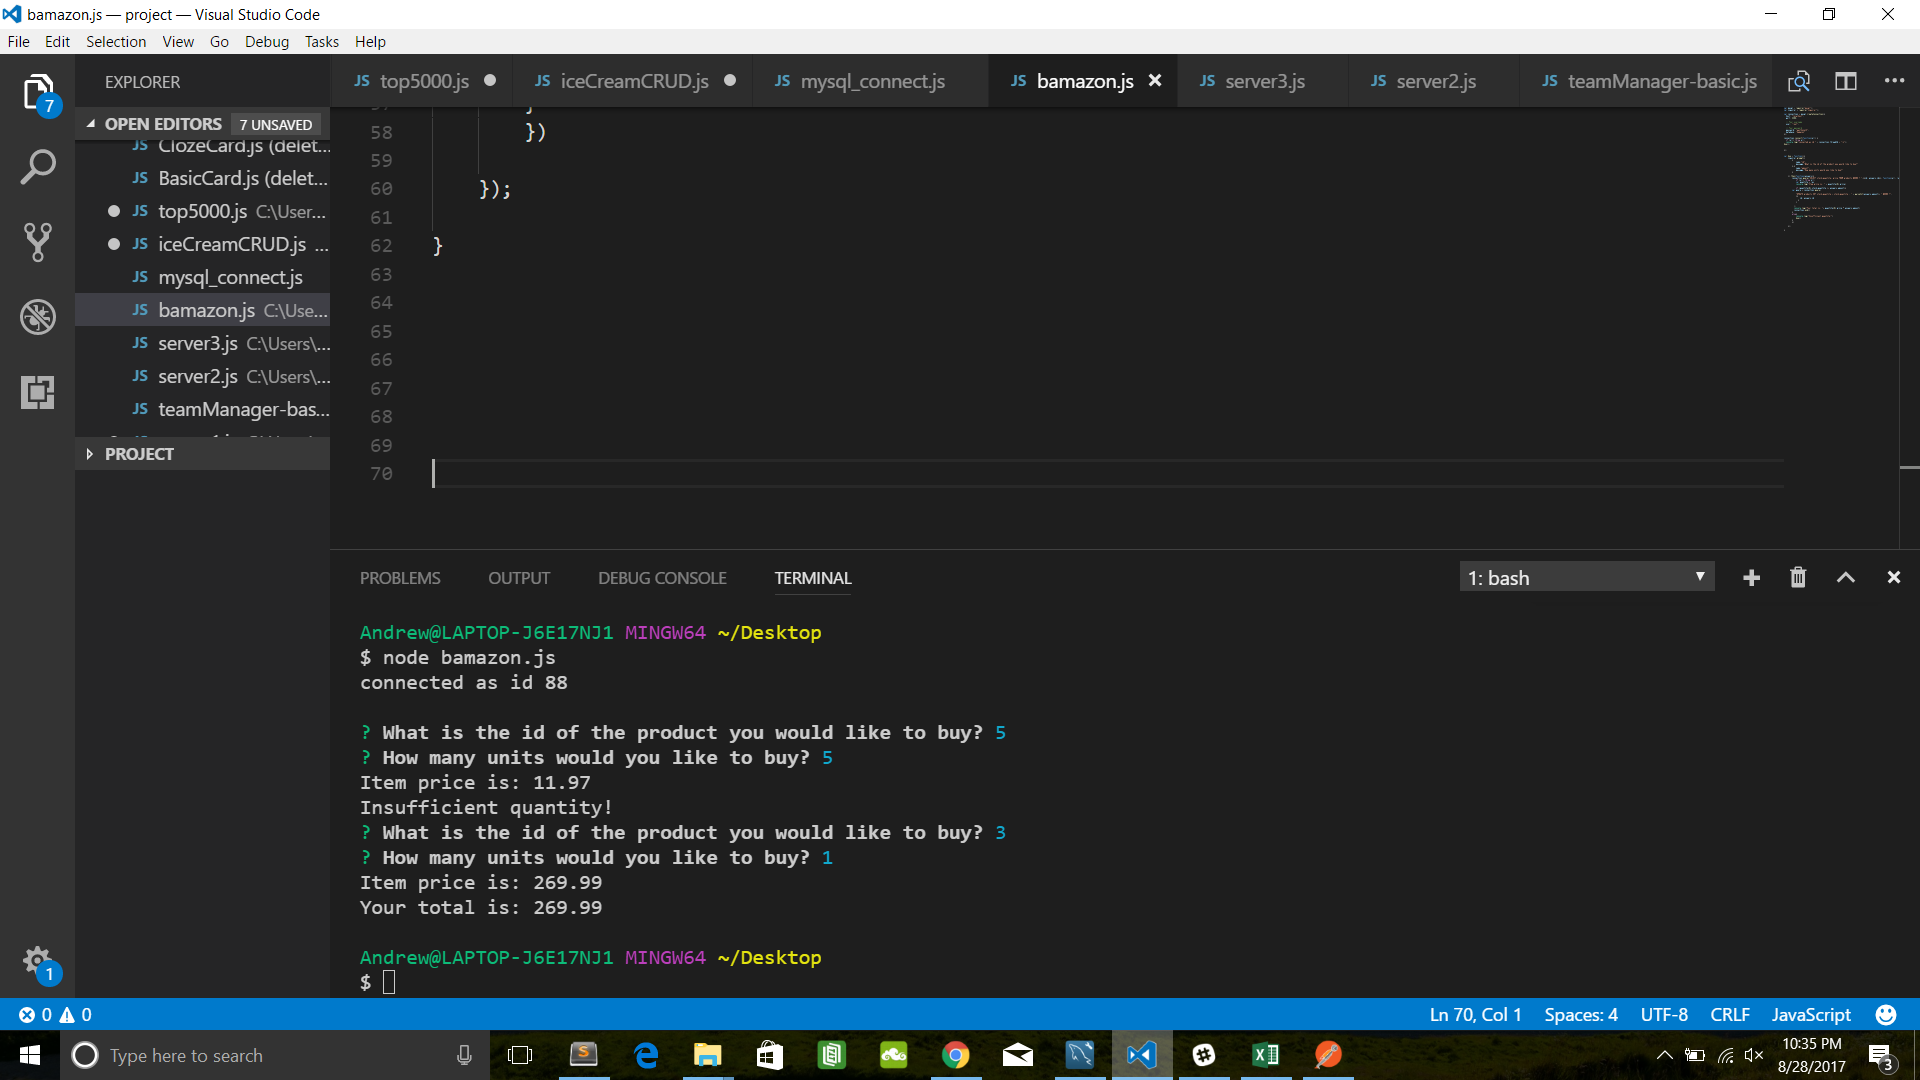 bamazon.js — project — Visual Studio Code
File Edit Selection View Go Debug Tasks Help
7
EXPLORER
OPEN EDITORS 7 UNSAVED
JS ClozeCard.js (delet...
JS BasicCard.js (delet...
JS top5000.js C:\User...
JS iceCreamCRUD.js ...
JS mysql_connect.js
JS bamazon.js C:\Use...
JS server3.js C:\Users\...
JS server2.js C:\Users\...
JS teamManager-bas...
PROJECT
1
JS top5000.js JS iceCreamCRUD.js JS mysql_connect.js JS bamazon.js JS server3.js JS server2.js JS teamManager-basic.js
58 })
59
60 });
61
62 }
63
64
65
66
67
68
69
70
PROBLEMS OUTPUT DEBUG CONSOLE TERMINAL 1: bash
Andrew@LAPTOP-J6E17NJ1 MINGW64 ~/Desktop
$ node bamazon.js
connected as id 88
? What is the id of the product you would like to buy? 5
? How many units would you like to buy? 5
Item price is: 11.97
Insufficient quantity!
? What is the id of the product you would like to buy? 3
? How many units would you like to buy? 1
Item price is: 269.99
Your total is: 269.99
Andrew@LAPTOP-J6E17NJ1 MINGW64 ~/Desktop
$
0 0 Ln 70, Col 1 Spaces: 4 UTF-8 CRLF JavaScript
Type here to search
10:35 PM
8/28/2017
3